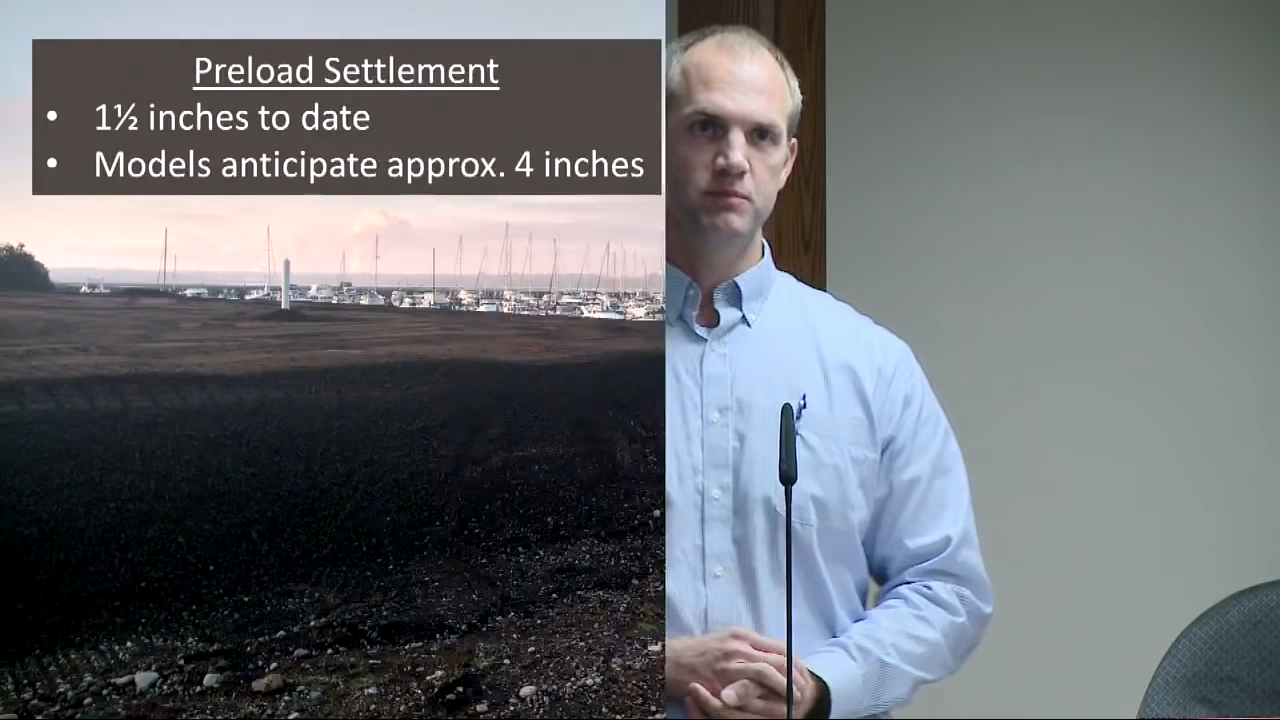 Preload Settlement
• 1½ inches to date
• Models anticipate approx. 4 inches